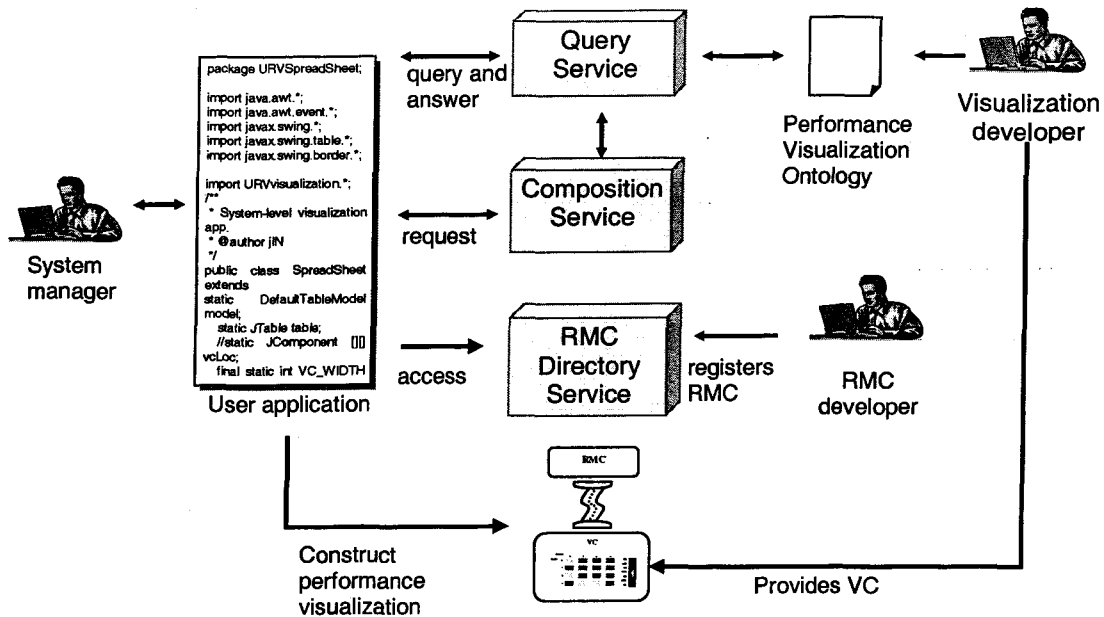 package URVSpreadSheet;
import java.awt.*;
import java.awt.event.*;
import javax.swing.*;
import javax.swing.table.*;
import javax.swing.border.*;
import URVvisualization.*;
/**
* System-level visualization
app.
* @author jIN
*/
public class SpreadSheet
extends
static DefaultTableModel
model;
static JTable table;
//static JComponent [][]
vcLoc;
final static int VC_WIDTH
User application
System
manager
query and
answer
Query
Service
Performance
Visualization
Ontology
Visualization
developer
request
Composition
Service
access
RMC
Directory
Service
registers
RMC
RMC
developer
RMC
VC
Construct
performance
visualization
Provides VC